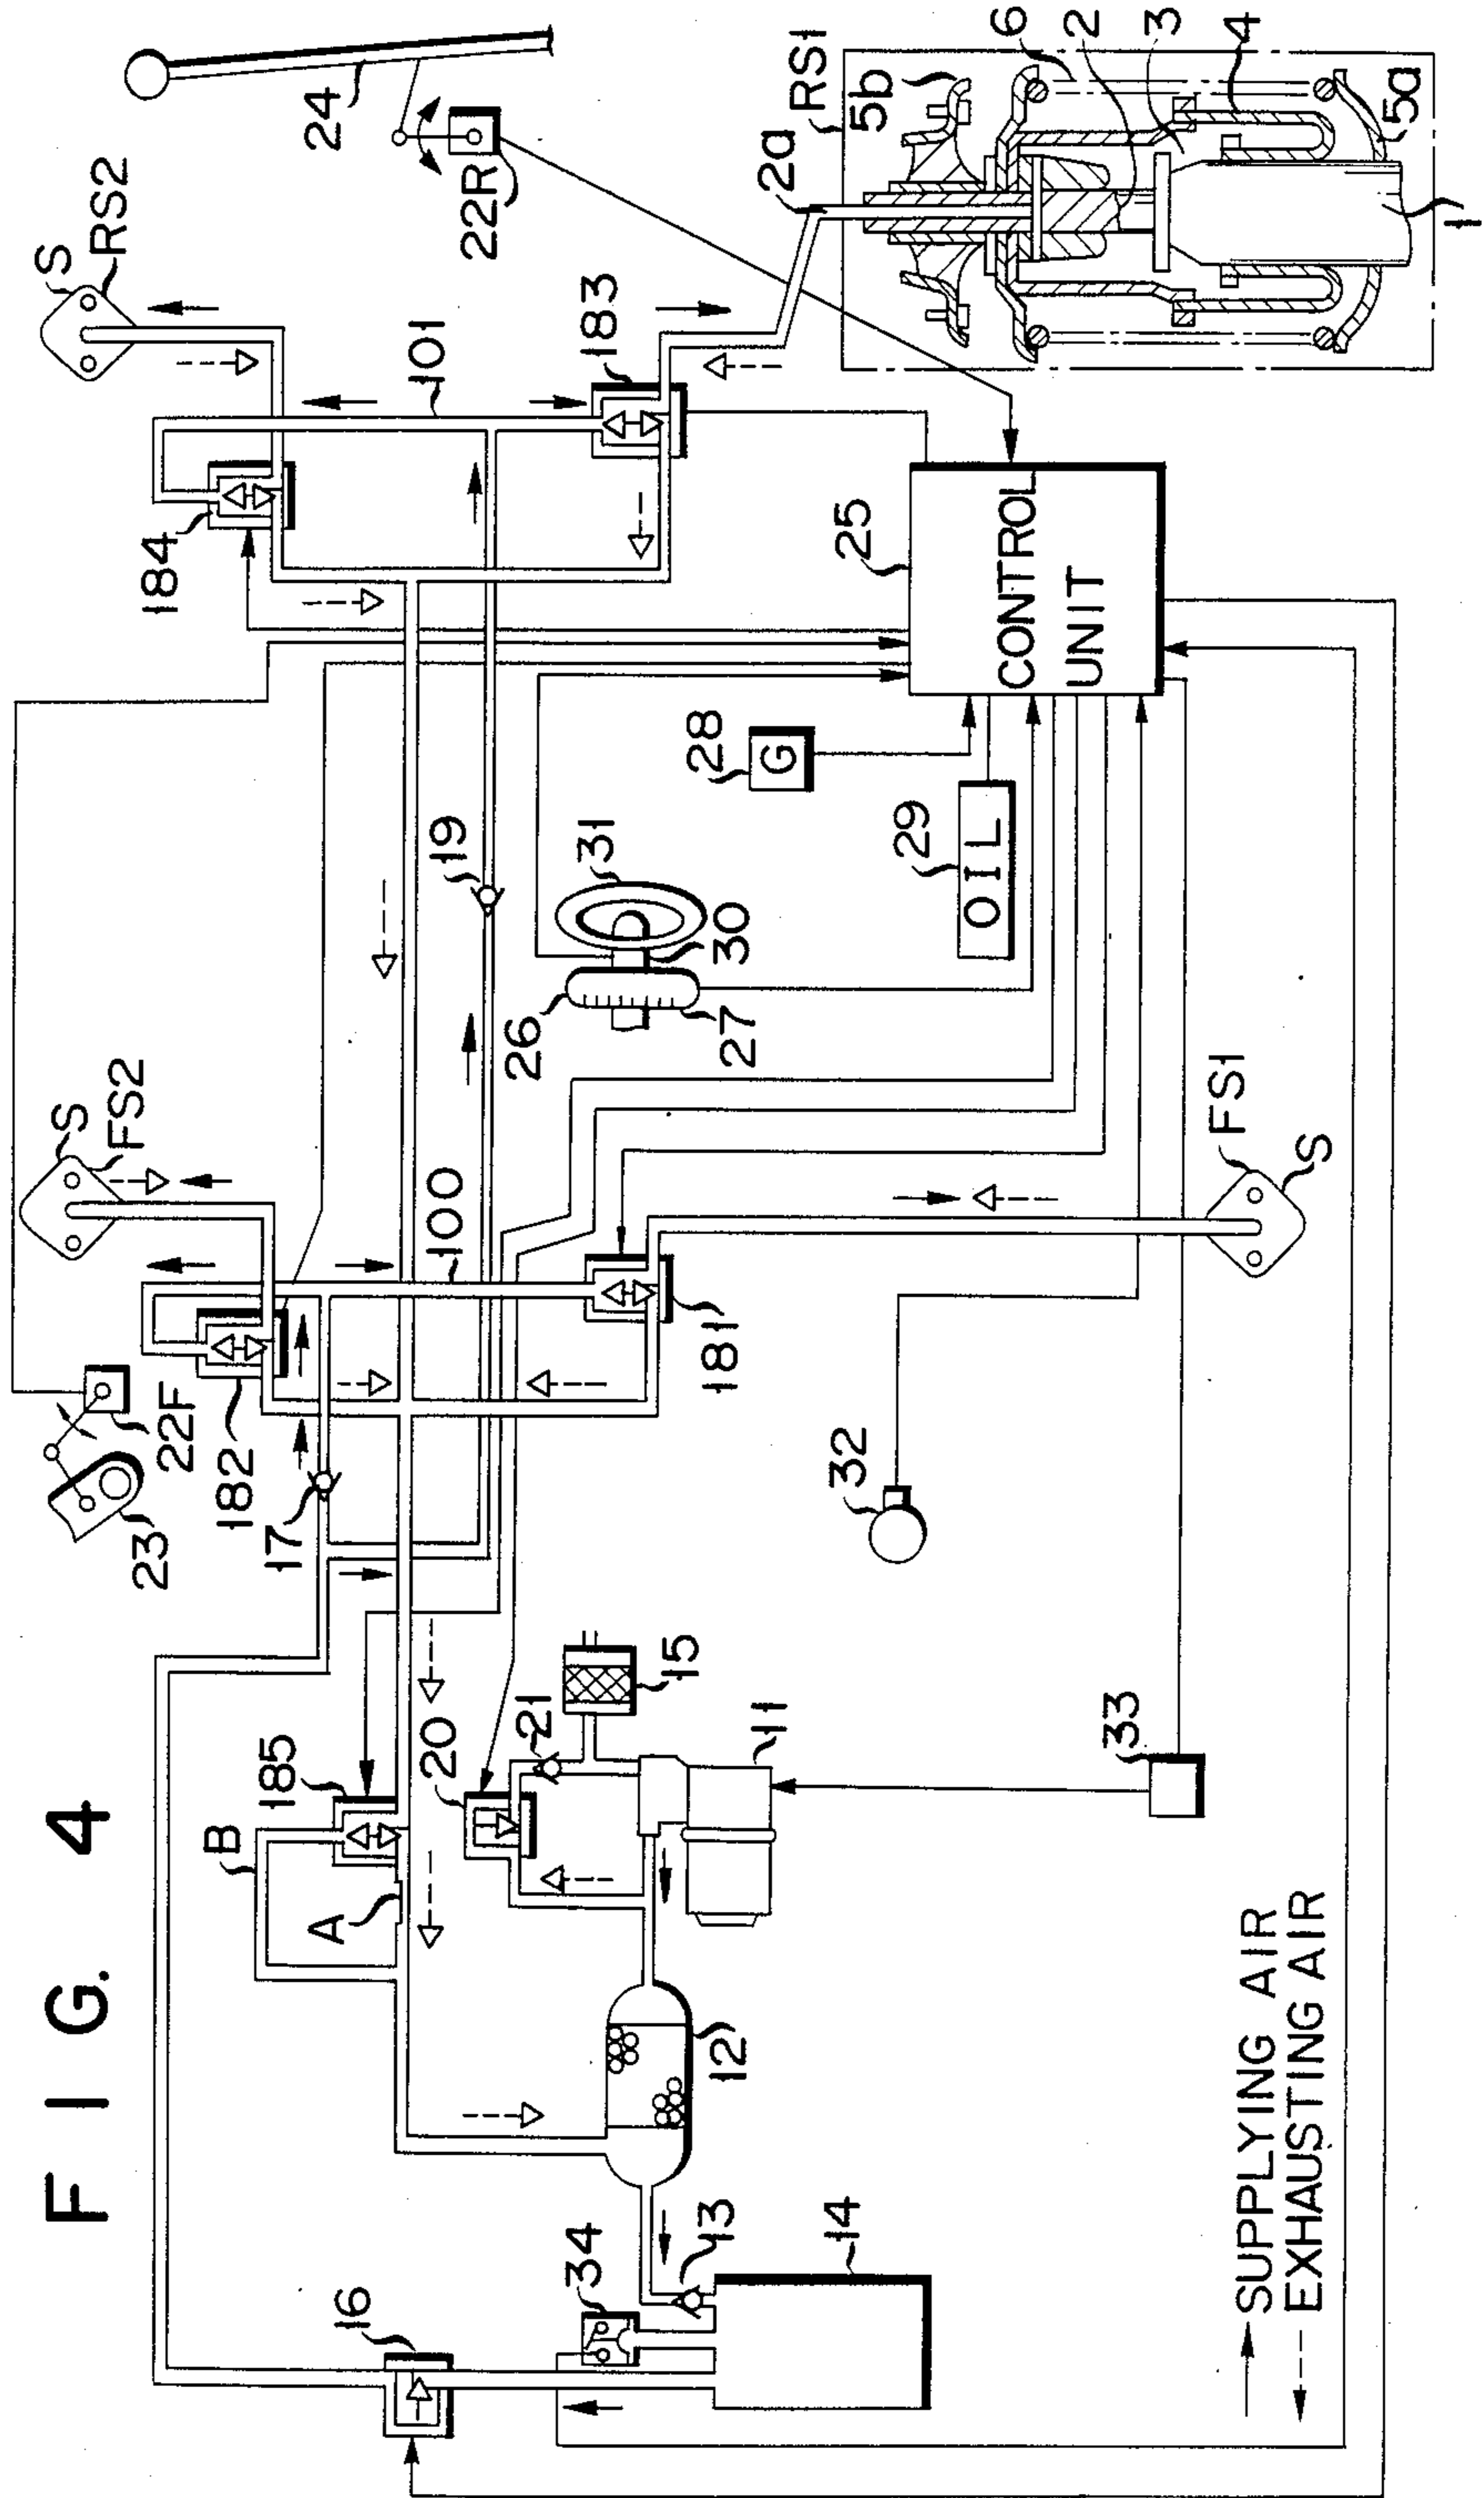 FIG. 4
16
34
13
14
12
A
B
185
20
21
15
11
33
23
22F
182
17
S
FS2
100
181
32
FS1
S
26
27
30
31
19
28
G
29
OIL
25
CONTROL
UNIT
184
101
183
S
RS2
24
22R
2a
RS1
5b
6
2
3
4
5a
1
SUPPLYING AIR
EXHAUSTING AIR